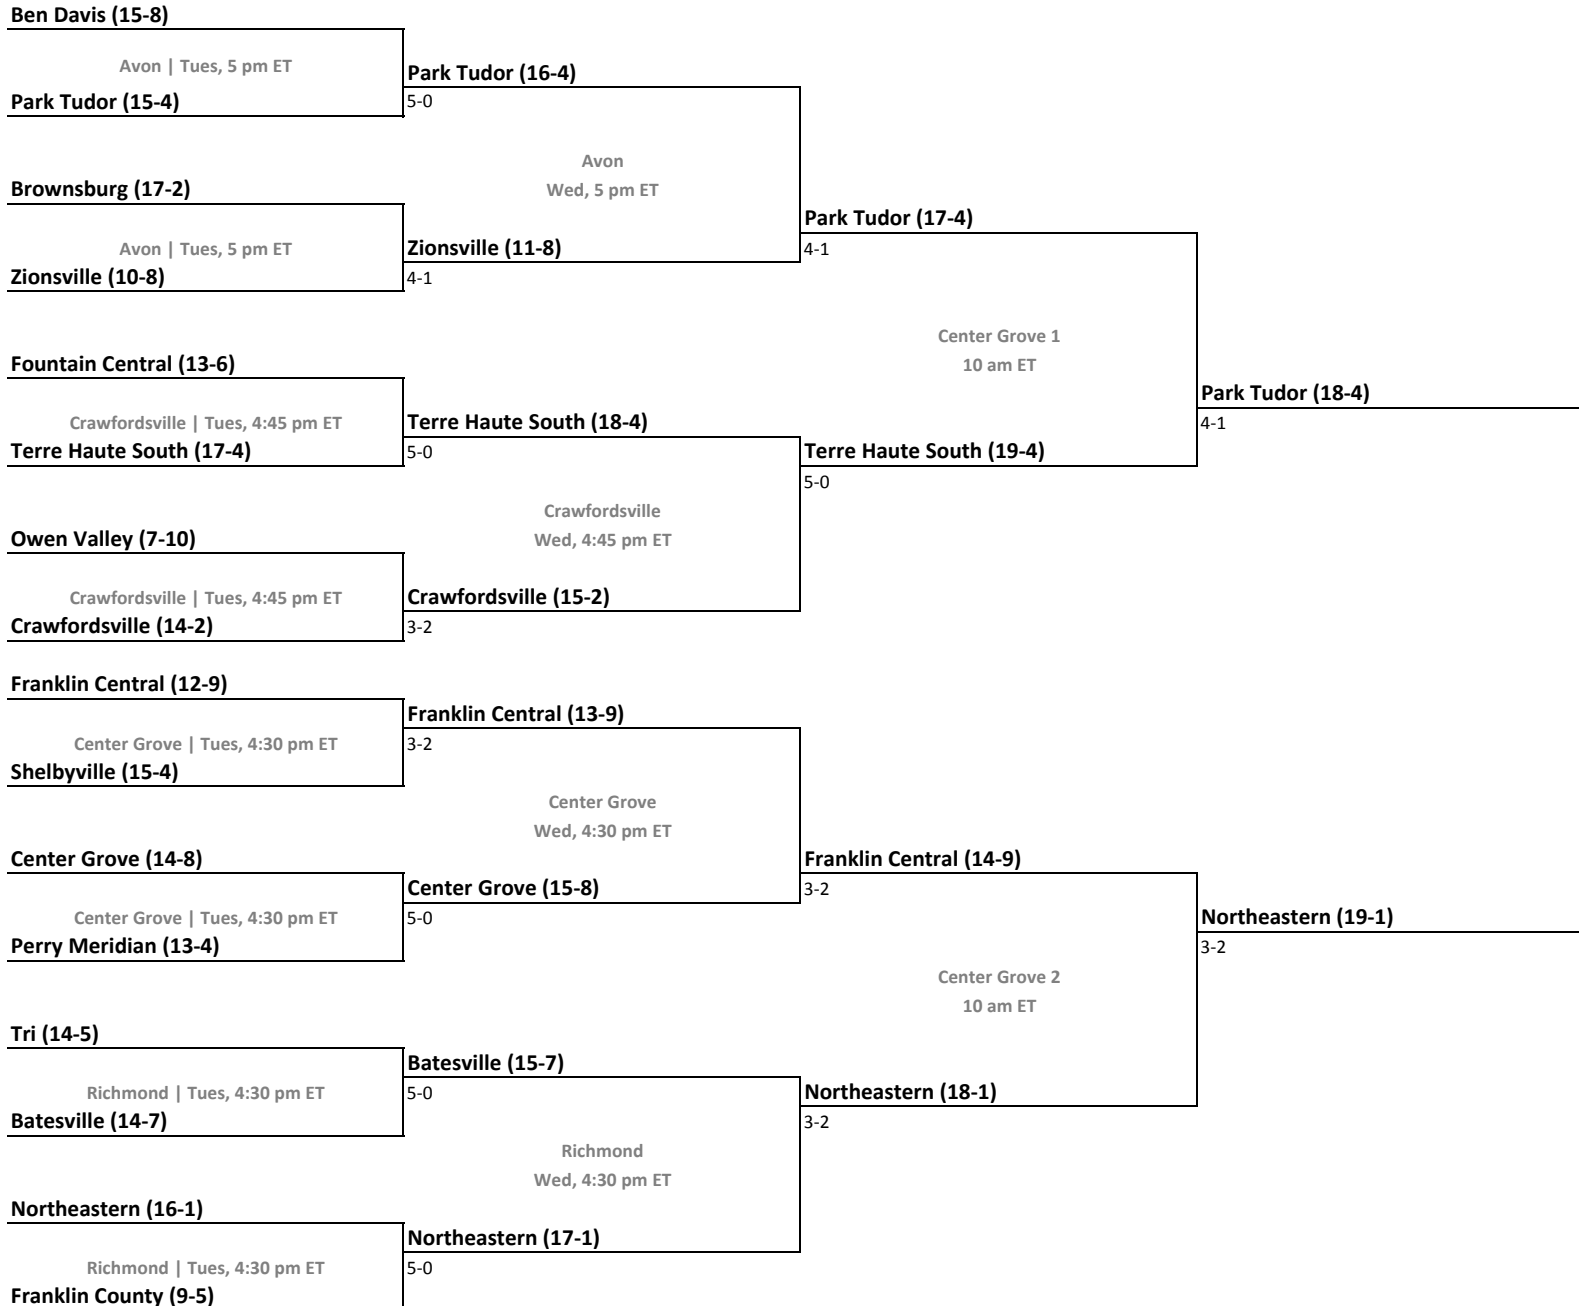 Ben Davis (15-8)
Avon | Tues, 5 pm ET
Park Tudor (16-4)
Park Tudor (15-4)
5-0
Avon
Brownsburg (17-2)
Wed, 5 pm ET
Park Tudor (17-4)
Avon | Tues, 5 pm ET
Zionsville (11-8)
4-1
Zionsville (10-8)
4-1
Center Grove 1
Fountain Central (13-6)
10 am ET
Park Tudor (18-4)
Crawfordsville | Tues, 4:45 pm ET
Terre Haute South (18-4)
4-1
Terre Haute South (17-4)
5-0
Terre Haute South (19-4)
5-0
Crawfordsville
Owen Valley (7-10)
Wed, 4:45 pm ET
Crawfordsville | Tues, 4:45 pm ET
Crawfordsville (15-2)
Crawfordsville (14-2)
3-2
Franklin Central (12-9)
Franklin Central (13-9)
Center Grove | Tues, 4:30 pm ET
3-2
Shelbyville (15-4)
Center Grove
Wed, 4:30 pm ET
Center Grove (14-8)
Franklin Central (14-9)
Center Grove (15-8)
3-2
Center Grove | Tues, 4:30 pm ET
5-0
Northeastern (19-1)
Perry Meridian (13-4)
3-2
Center Grove 2
10 am ET
Tri (14-5)
Batesville (15-7)
Richmond | Tues, 4:30 pm ET
5-0
Northeastern (18-1)
Batesville (14-7)
3-2
Richmond
Wed, 4:30 pm ET
Northeastern (16-1)
Northeastern (17-1)
Richmond | Tues, 4:30 pm ET
5-0
Franklin County (9-5)